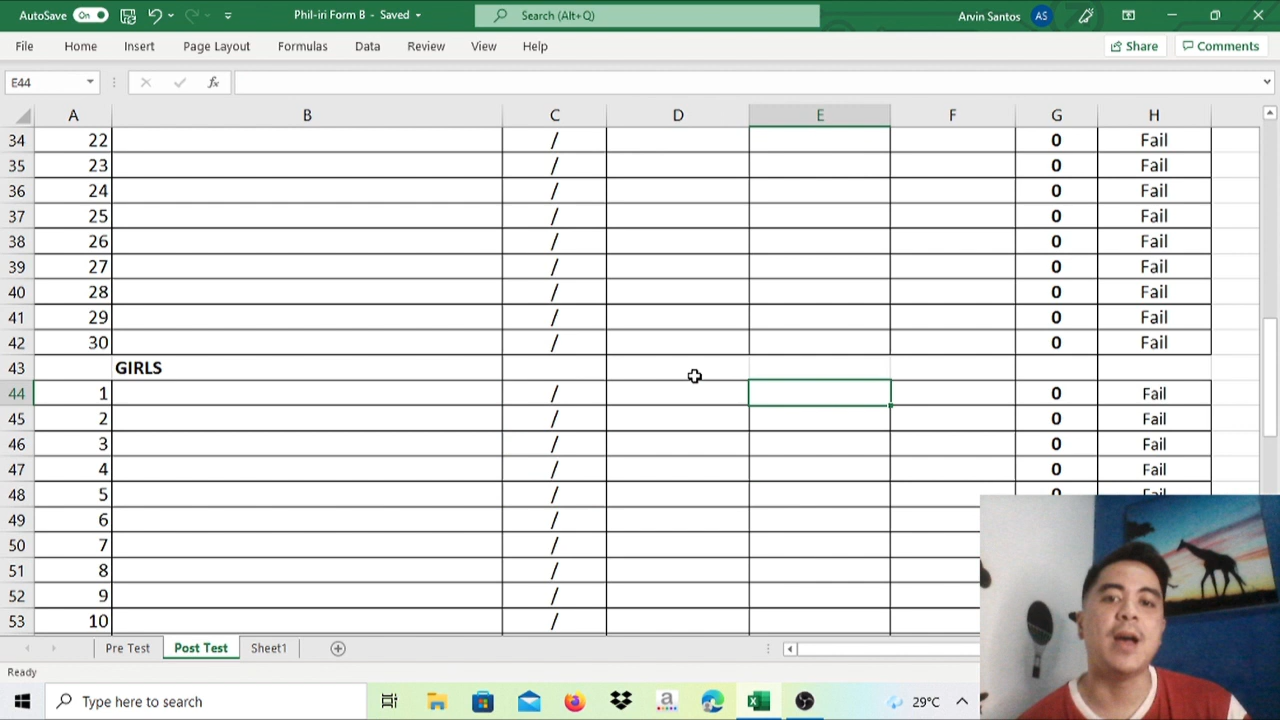 AutoSave On Phil-iri Form B - Saved Search (Alt+Q) Arvin Santos AS
File Home Insert Page Layout Formulas Data Review View Help Share Comments
E44 fx
A B C D E F G H
34 22 / 0 Fail
35 23 / 0 Fail
36 24 / 0 Fail
37 25 / 0 Fail
38 26 / 0 Fail
39 27 / 0 Fail
40 28 / 0 Fail
41 29 / 0 Fail
42 30 / 0 Fail
43 GIRLS
44 1 / 0 Fail
45 2 / 0 Fail
46 3 / 0 Fail
47 4 / 0 Fail
48 5 / 0 Fail
49 6 /
50 7 /
51 8 /
52 9 /
53 10 /
Pre Test Post Test Sheet1
Ready
Type here to search a 29°C